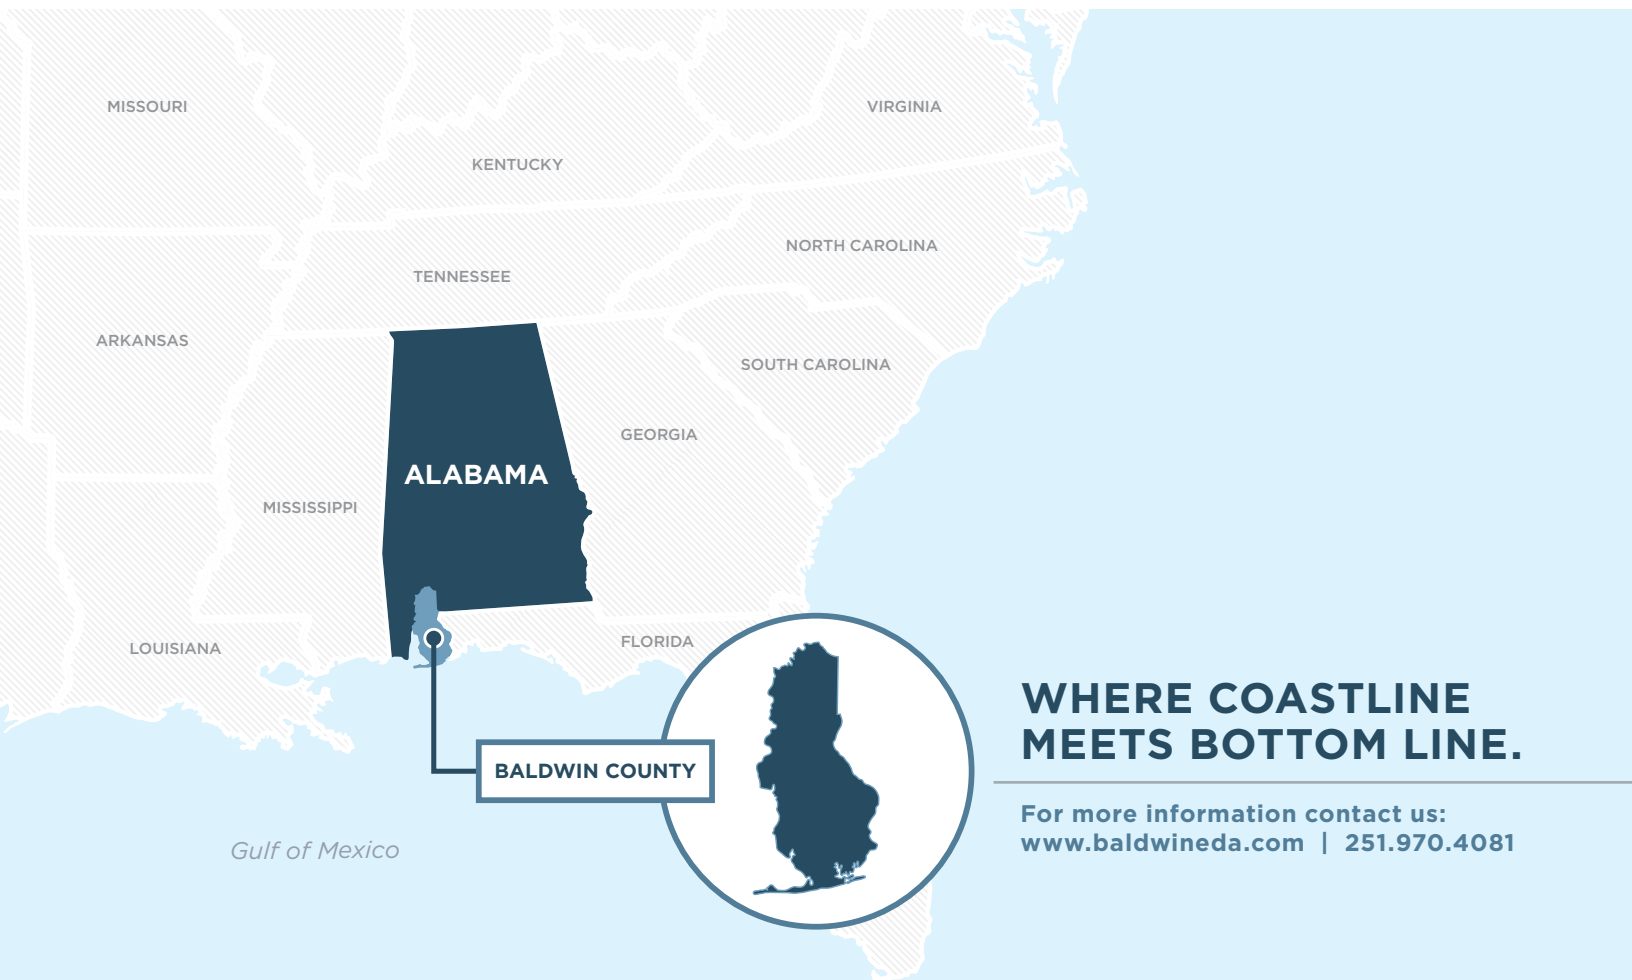 MISSOURI
VIRGINIA
KENTUCKY
NORTH CAROLINA
TENNESSEE
ARKANSAS
SOUTH CAROLINA
GEORGIA
ALABAMA
MISSISSIPPI
LOUISIANA
FLORIDA
BALDWIN COUNTY
Gulf of Mexico
WHERE COASTLINE
MEETS BOTTOM LINE.
For more information contact us:
www.baldwineda.com | 251.970.4081